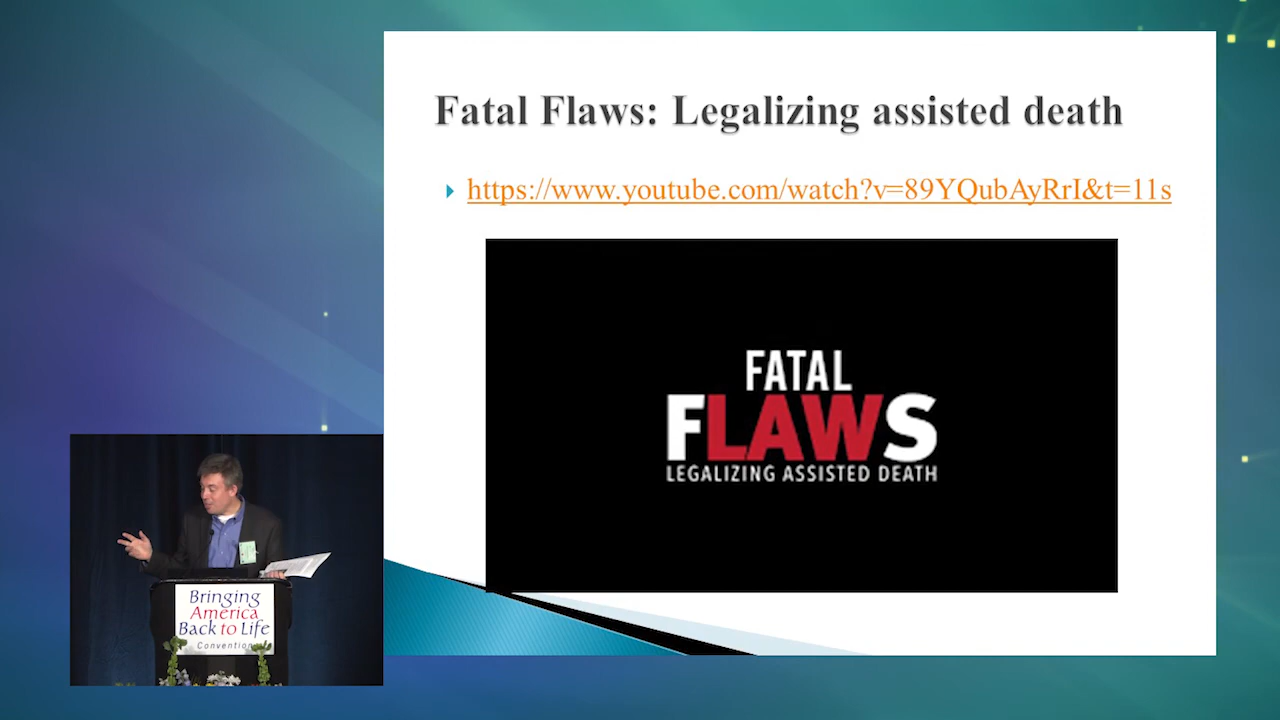 Fatal Flaws: Legalizing assisted death
https://www.youtube.com/watch?v=89YQubAyRrI&t=11s
FATAL
FLAWS
LEGALIZING ASSISTED DEATH
Bringing
America
Back to Life
Convention